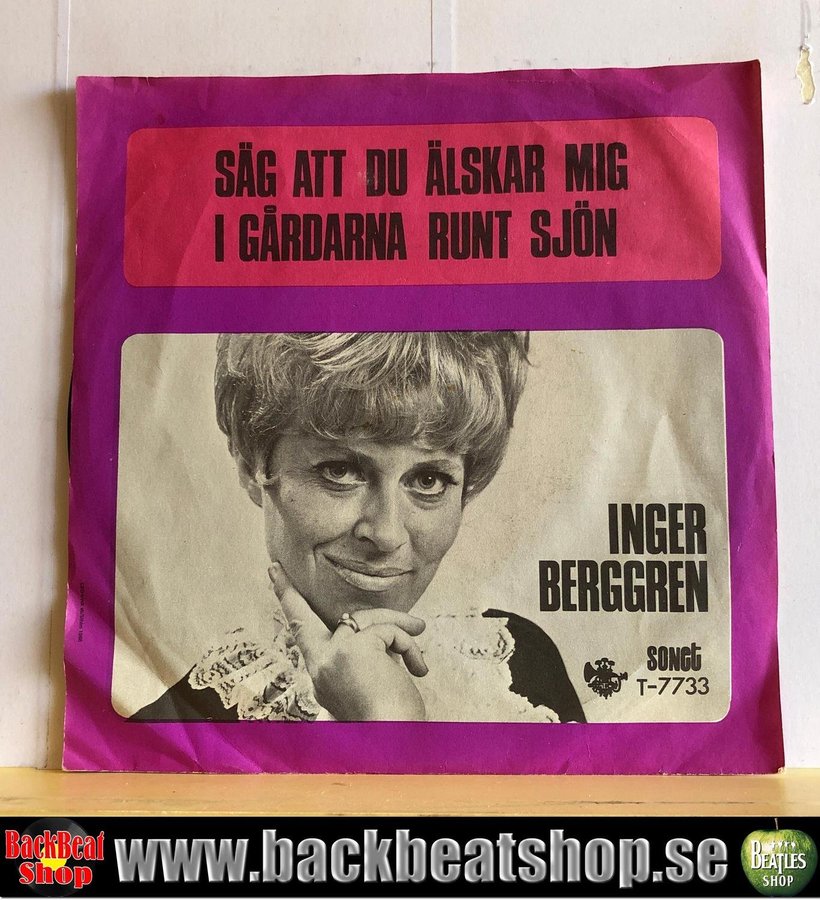 SÄG ATT DU ÄLSKAR MIG
I GÅRDARNA RUNT SJÖN
INGER
BERGGREN
sonet
T-7733
BackBeat
Shop
www.backbeatshop.se
BEATLES
SHOP